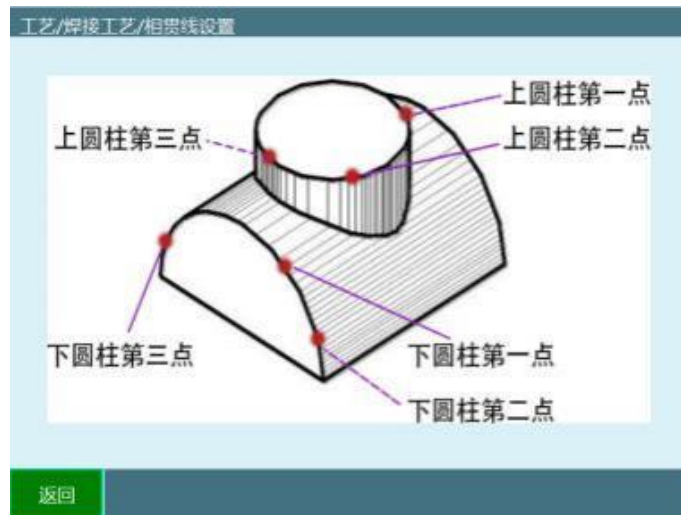 工艺/焊接工艺/相贯线设置
上圆柱第一点
上圆柱第三点
上圆柱第二点
下圆柱第三点
下圆柱第一点
下圆柱第二点
返回